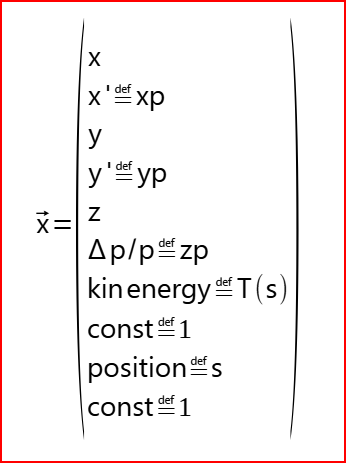 x
x ' ≝ xp
y
y ' ≝ yp
z
Δ p / p ≝ zp
x⃗ = kin energy ≝ T ( s )
const ≝ 1
position ≝ s
const ≝ 1